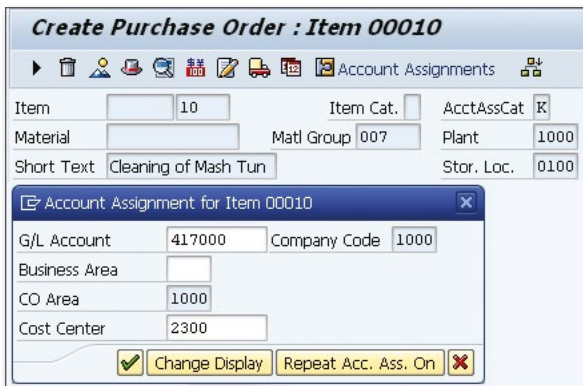 Create Purchase Order : Item 00010
Account Assignments
Item 10 Item Cat. AcctAssCat K
Material Matl Group 007 Plant 1000
Short Text Cleaning of Mash Tun Stor. Loc. 0100
Account Assignment for Item 00010
G/L Account 417000 Company Code 1000
Business Area
CO Area 1000
Cost Center 2300
Change Display Repeat Acc. Ass. On